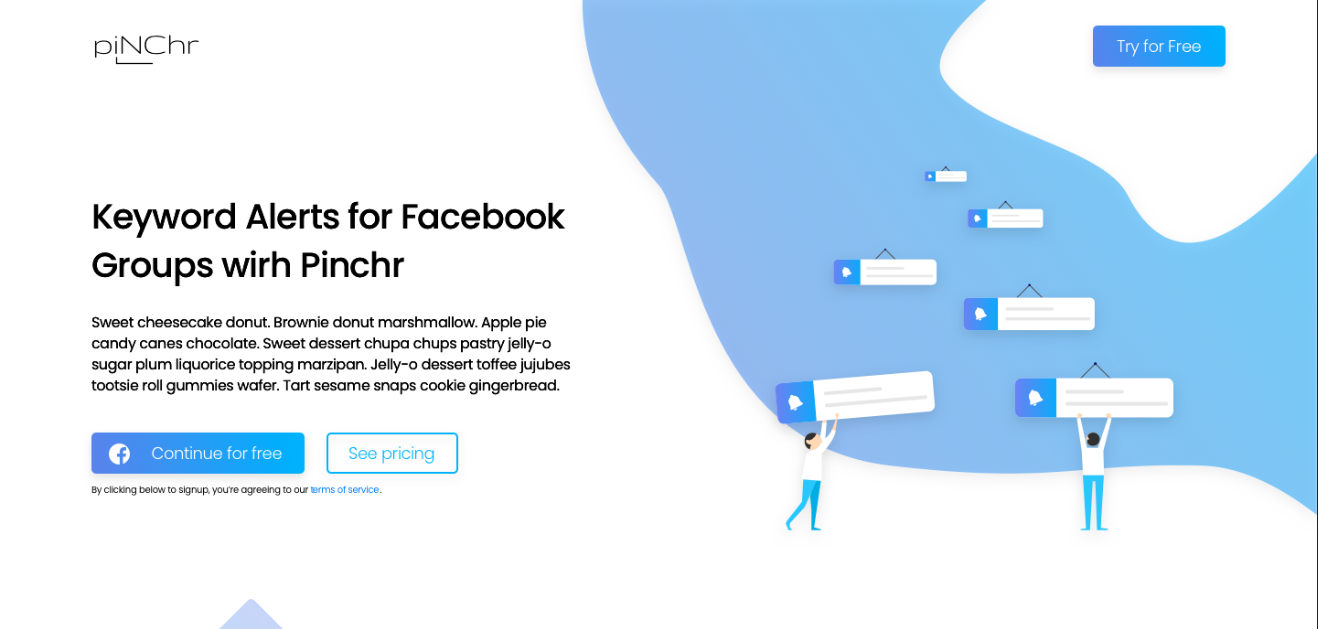 piNChr
Try for Free
Keyword Alerts for Facebook
Groups wirh Pinchr
Sweet cheesecake donut. Brownie donut marshmallow. Apple pie
candy canes chocolate. Sweet dessert chupa chups pastry jelly-o
sugar plum liquorice topping marzipan. Jelly-o dessert toffee jujubes
tootsie roll gummies wafer. Tart sesame snaps cookie gingerbread.
Continue for free
See pricing
By clicking below to signup, you're agreeing to our terms of service.